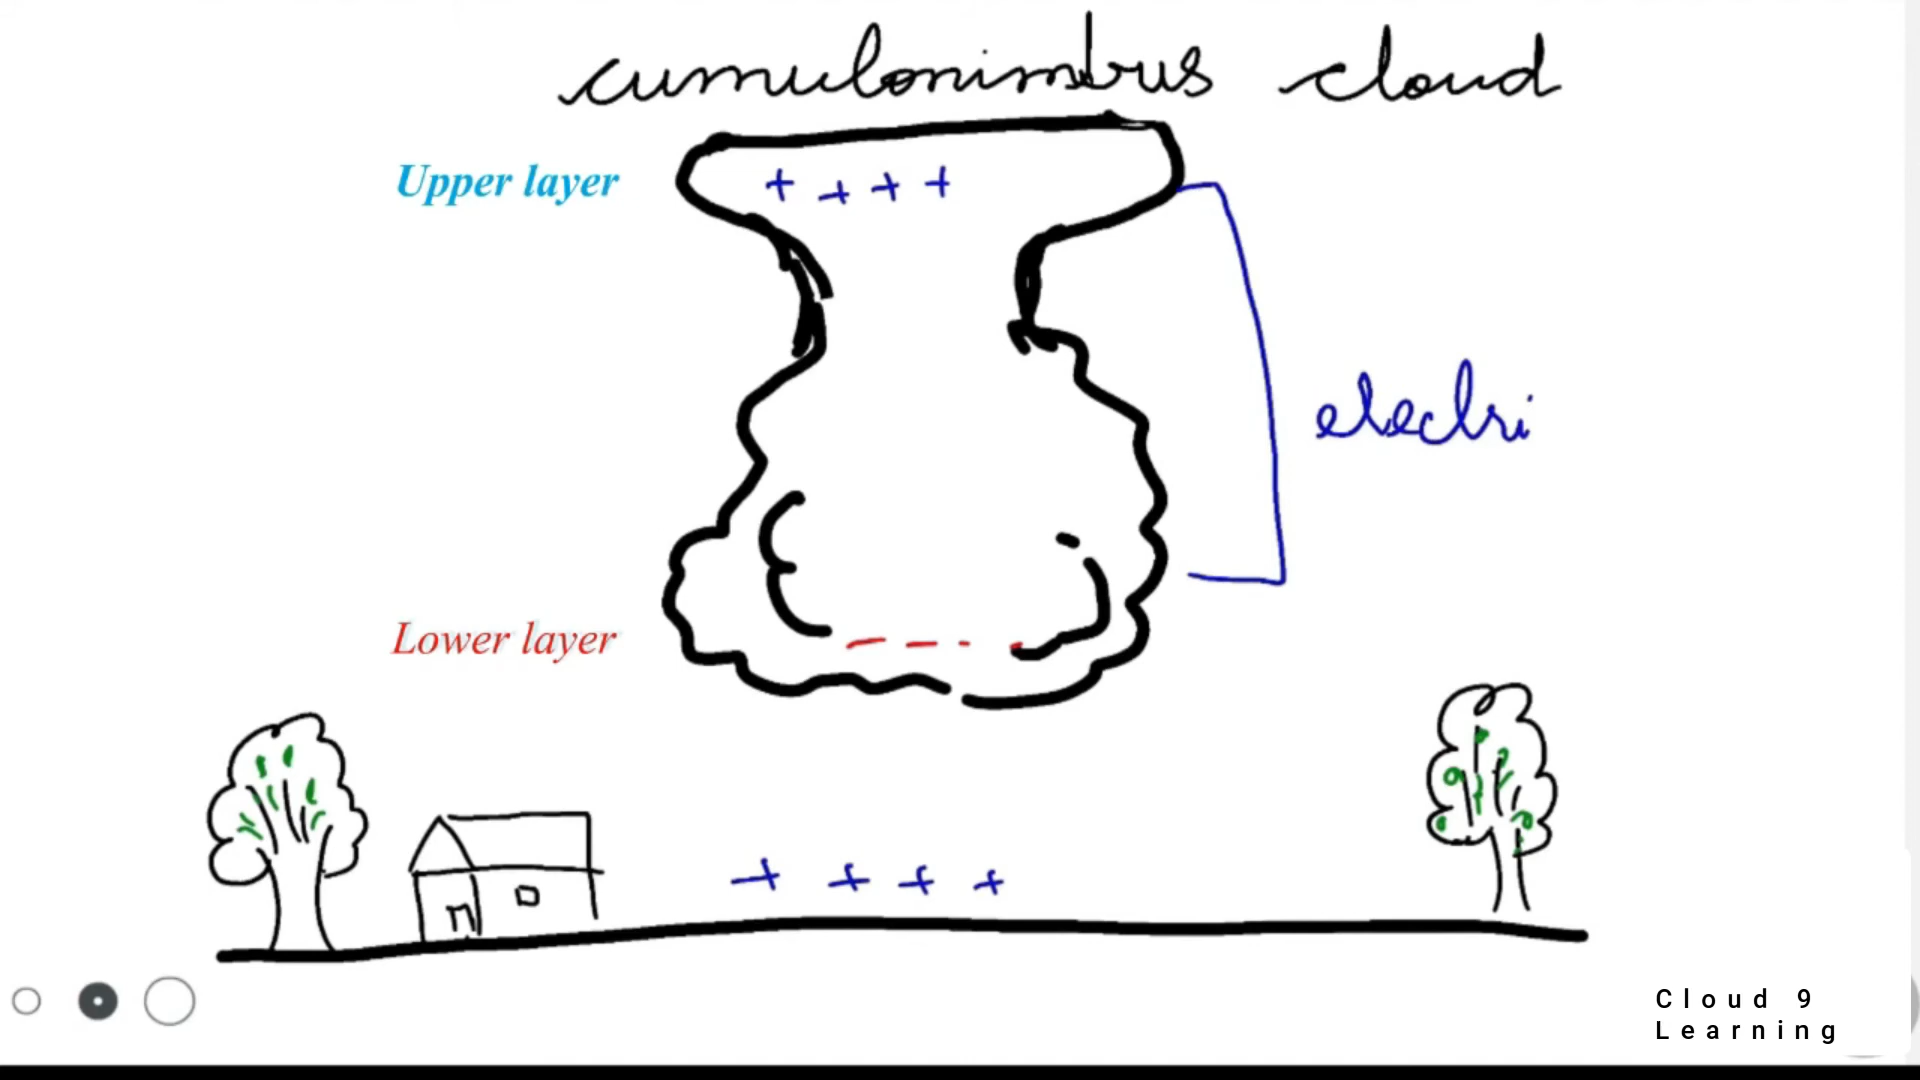 cumulonimbus cloud
Upper layer
+ + + +
electri
Lower layer
- - - -
+ + + +
Cloud 9
Learning